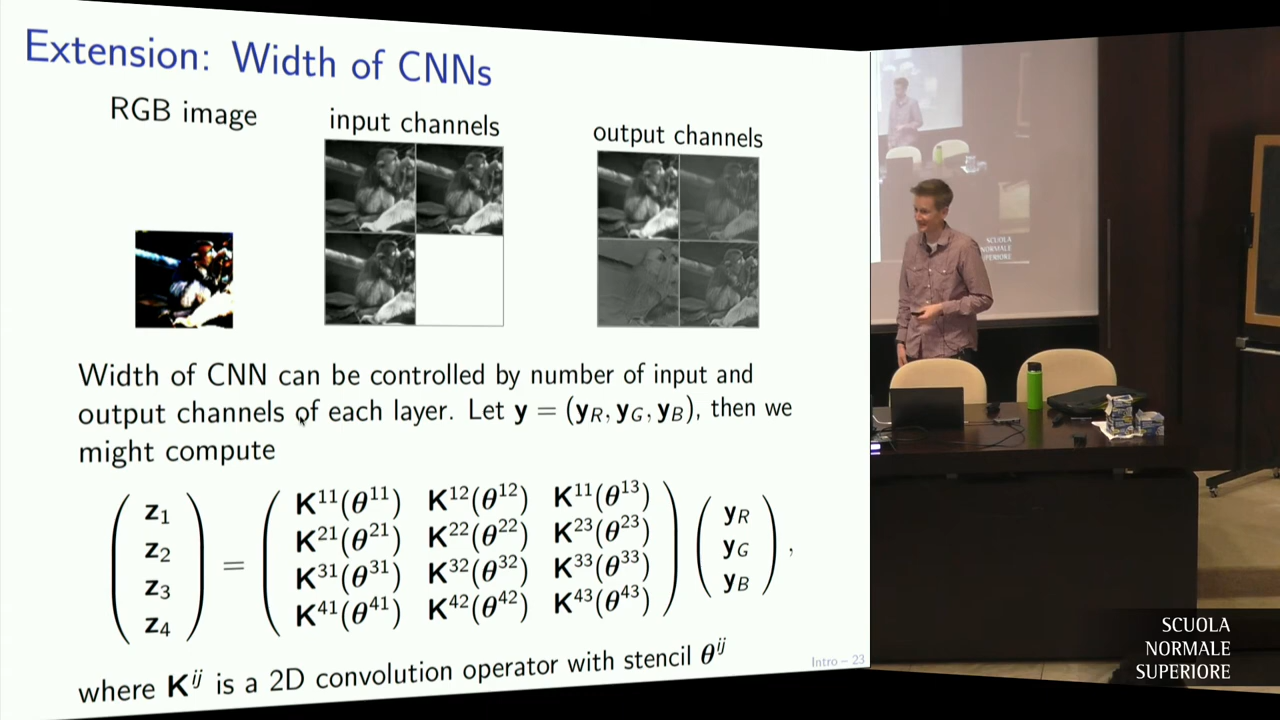 Extension: Width of CNNs
RGB image
input channels
output channels
Width of CNN can be controlled by number of input and
output channels of each layer. Let y = (y_R, y_G, y_B), then we
might compute
( z_1 ; z_2 ; z_3 ; z_4 ) = ( K^11(θ^11) K^12(θ^12) K^11(θ^13) ; K^21(θ^21) K^22(θ^22) K^23(θ^23) ; K^31(θ^31) K^32(θ^32) K^33(θ^33) ; K^41(θ^41) K^42(θ^42) K^43(θ^43) ) ( y_R ; y_G ; y_B ) ,
where K^ij is a 2D convolution operator with stencil θ^ij
Intro – 23
SCUOLA
NORMALE
SUPERIORE
SCUOLA
NORMALE
SUPERIORE